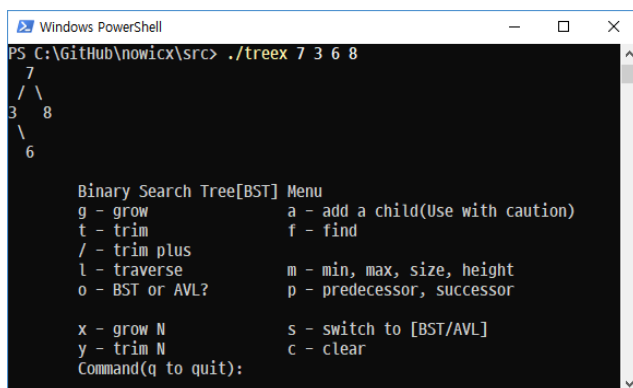 Windows PowerShell
PS C:\GitHub\nowicx\src> ./treex 7 3 6 8
  7
 / \
3   8
 \
  6
Binary Search Tree[BST] Menu
g - grow                a - add a child(Use with caution)
t - trim                f - find
/ - trim plus
l - traverse            m - min, max, size, height
o - BST or AVL?         p - predecessor, successor
x - grow N              s - switch to [BST/AVL]
y - trim N              c - clear
Command(q to quit):